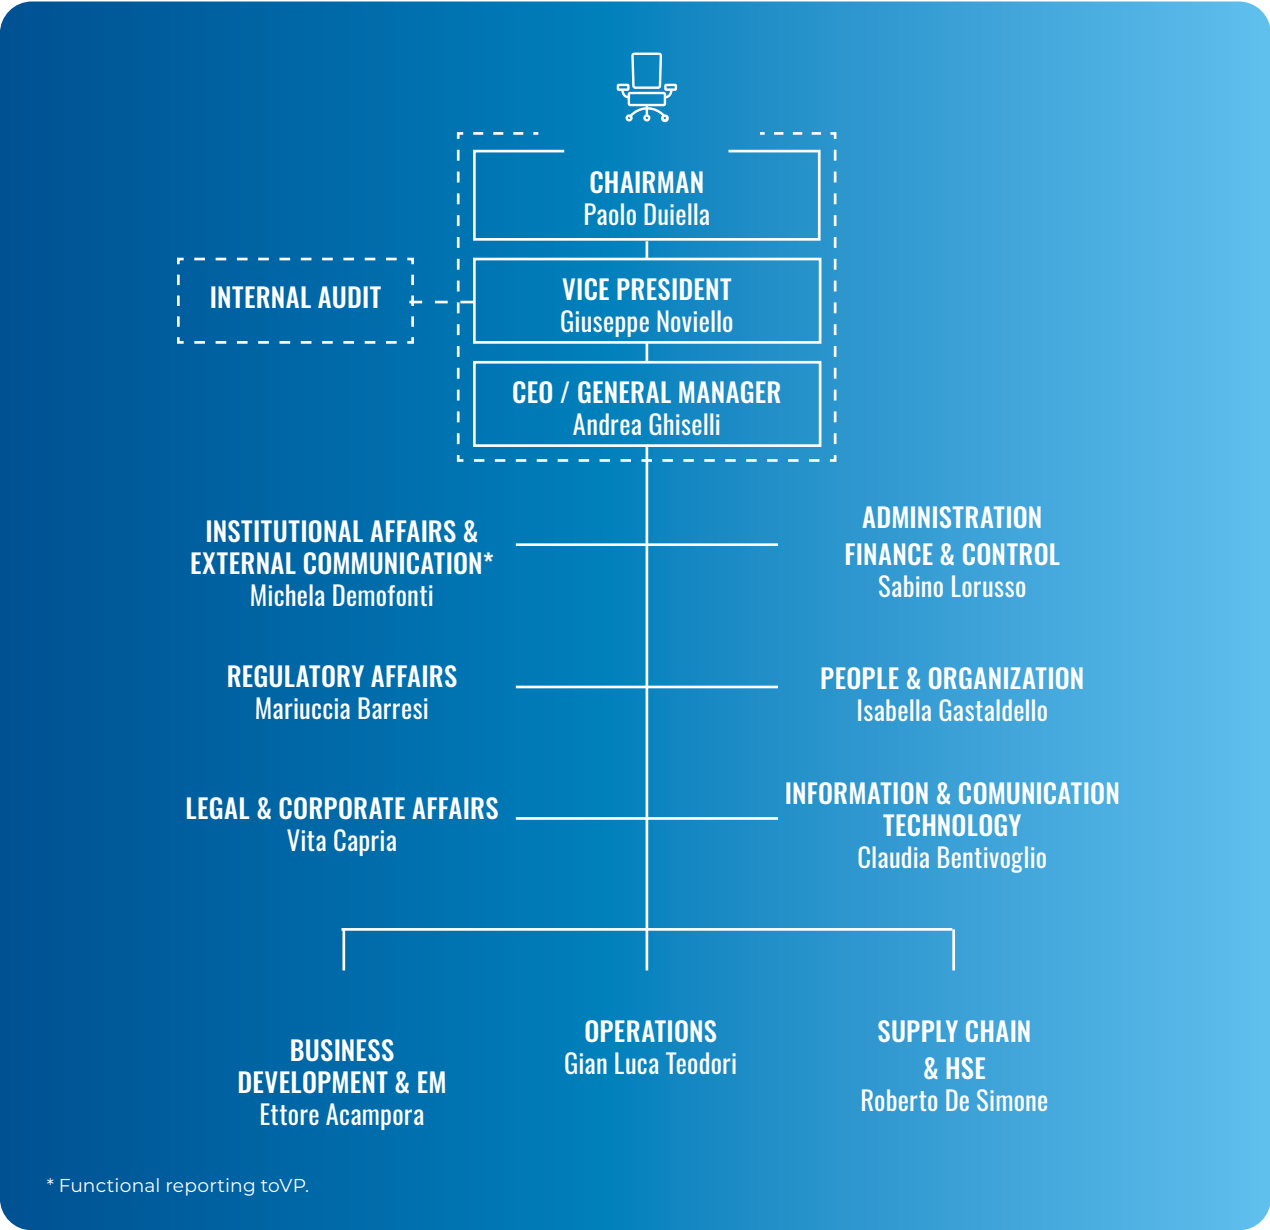 CHAIRMAN
Paolo Duiella
INTERNAL AUDIT
VICE PRESIDENT
Giuseppe Noviello
CEO / GENERAL MANAGER
Andrea Ghiselli
INSTITUTIONAL AFFAIRS &
EXTERNAL COMMUNICATION*
Michela Demofonti
ADMINISTRATION
FINANCE & CONTROL
Sabino Lorusso
REGULATORY AFFAIRS
Mariuccia Barresi
PEOPLE & ORGANIZATION
Isabella Gastaldello
LEGAL & CORPORATE AFFAIRS
Vita Capria
INFORMATION & COMUNICATION
TECHNOLOGY
Claudia Bentivoglio
BUSINESS
DEVELOPMENT & EM
Ettore Acampora
OPERATIONS
Gian Luca Teodori
SUPPLY CHAIN
& HSE
Roberto De Simone
* Functional reporting toVP.